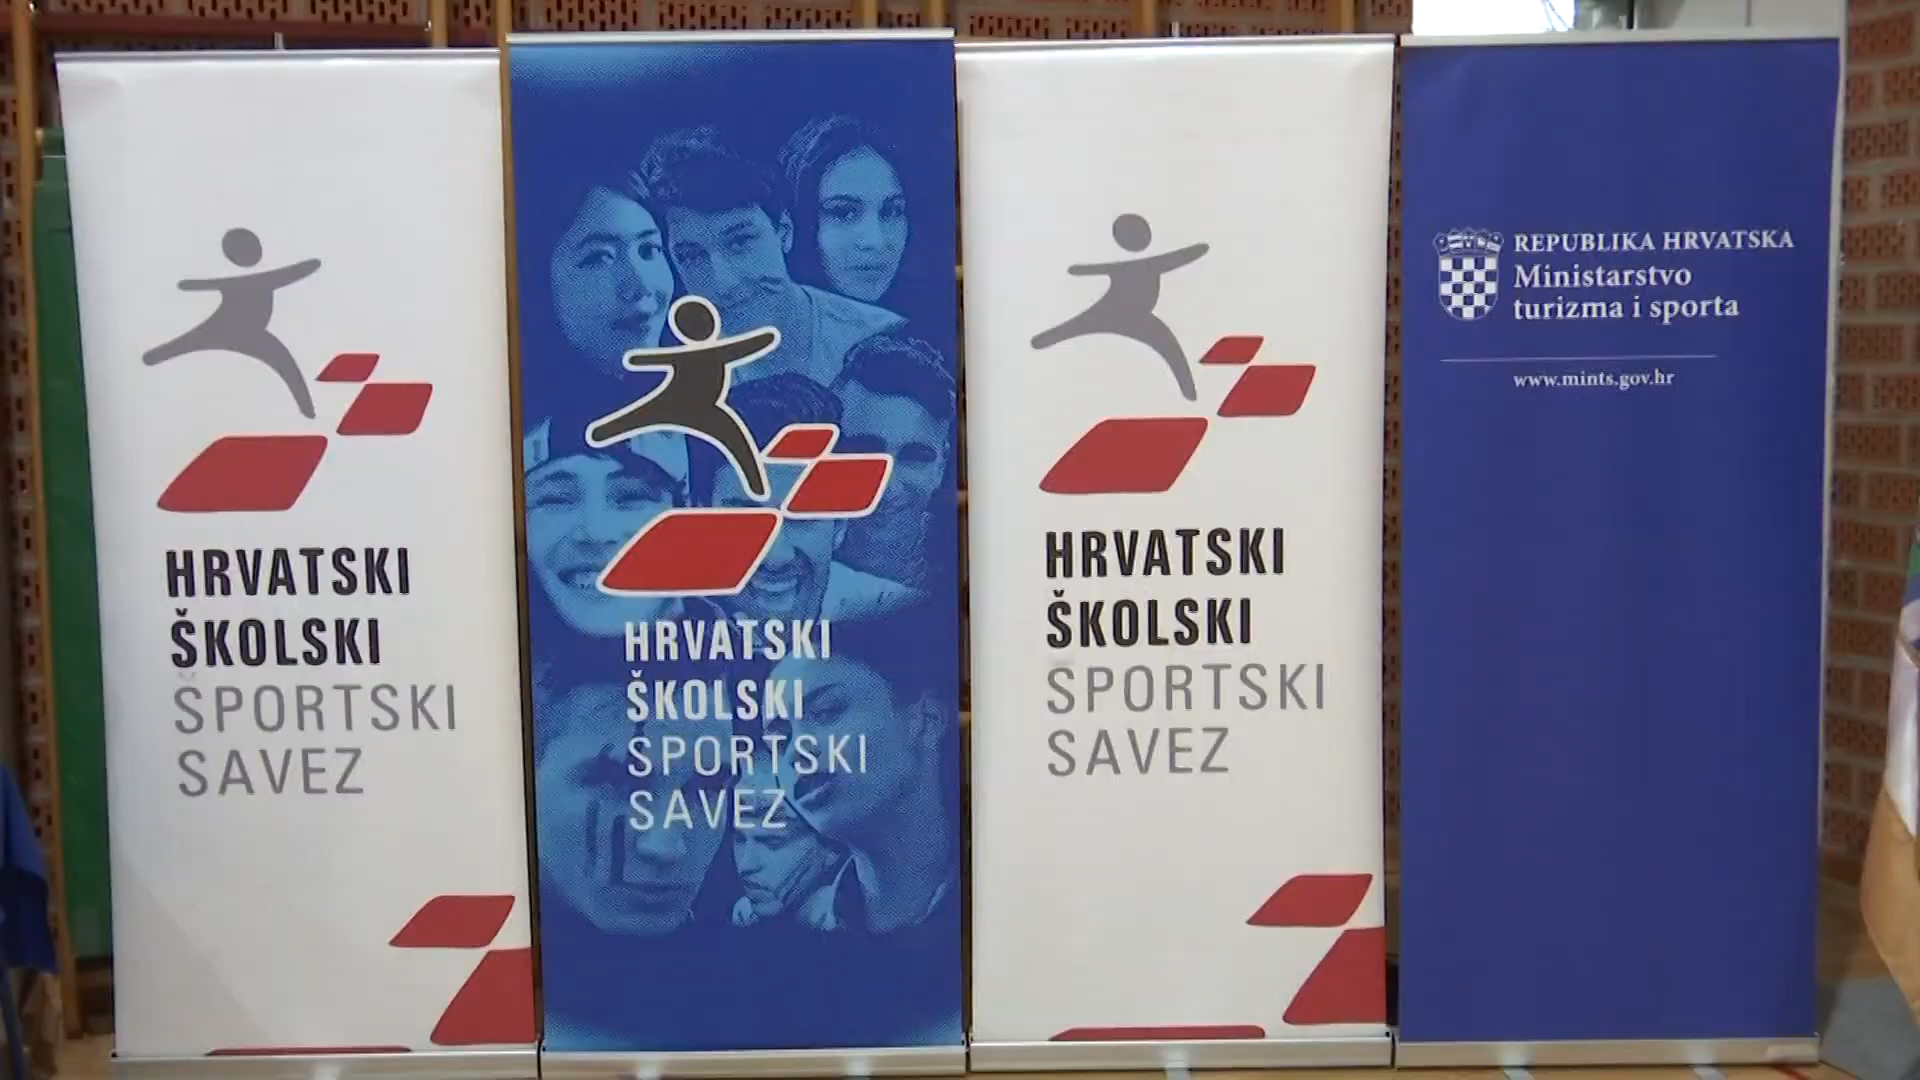 HRVATSKI
ŠKOLSKI
SPORTSKI
SAVEZ
HRVATSKI
ŠKOLSKI
SPORTSKI
SAVEZ
HRVATSKI
ŠKOLSKI
SPORTSKI
SAVEZ
REPUBLIKA HRVATSKA
Ministarstvo
turizma i sporta
www.mints.gov.hr